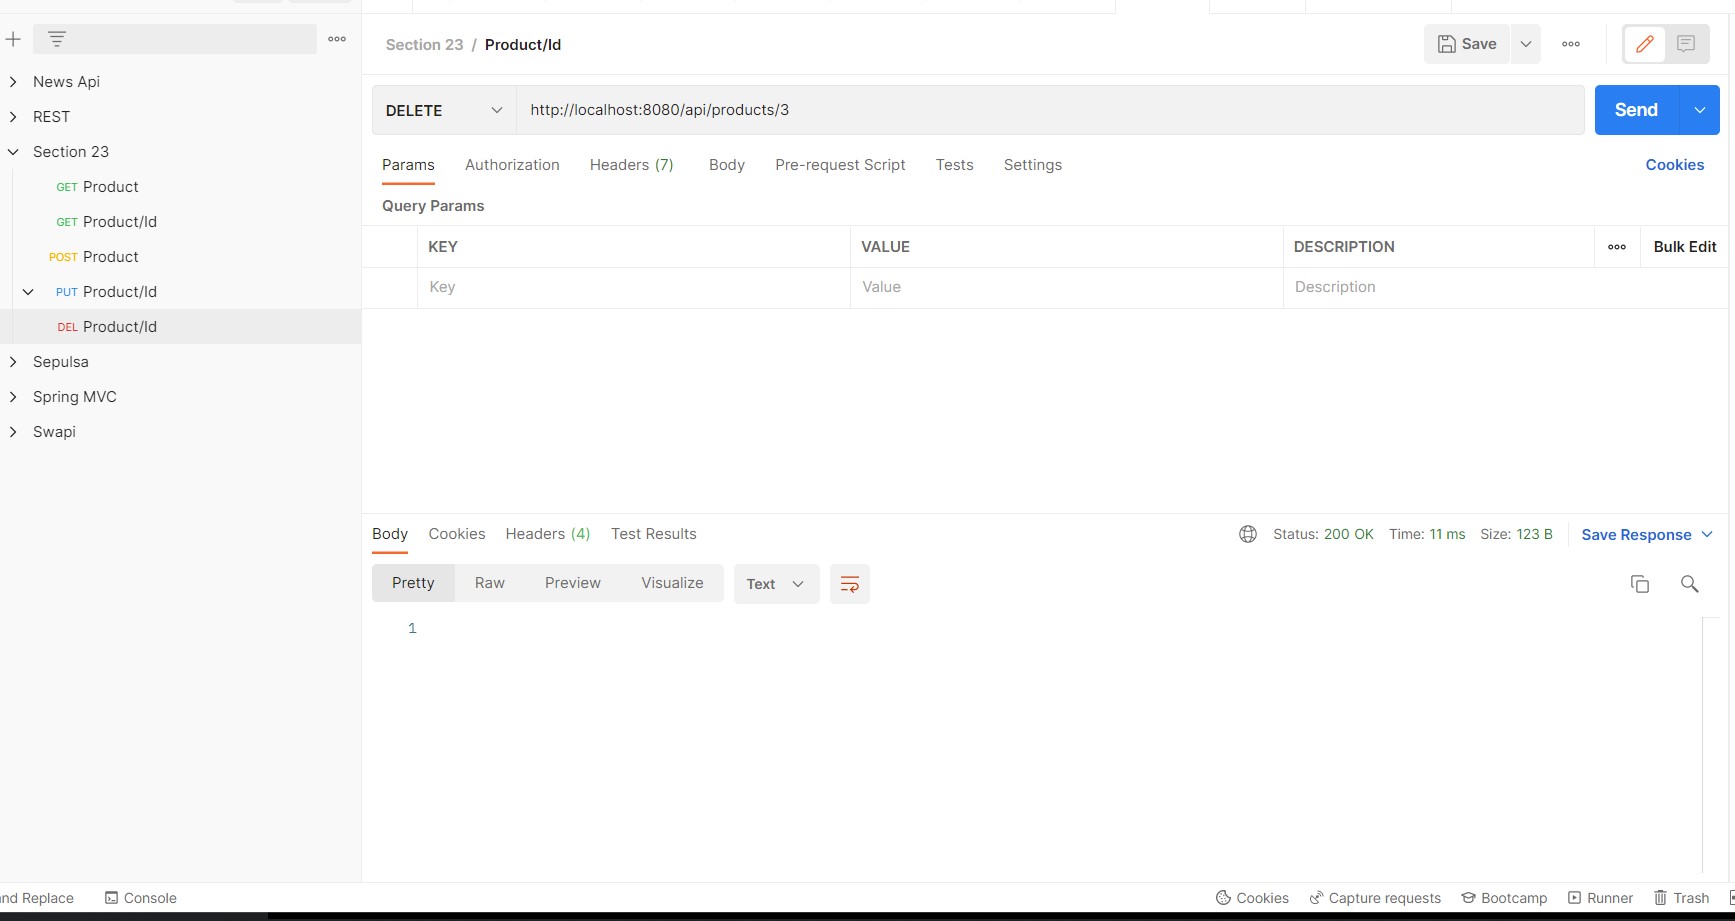 Section 23 / Product/Id
Save
News Api
REST
Section 23
GET Product
GET Product/Id
POST Product
PUT Product/Id
DEL Product/Id
Sepulsa
Spring MVC
Swapi
DELETE http://localhost:8080/api/products/3 Send
Params Authorization Headers (7) Body Pre-request Script Tests Settings Cookies
Query Params
KEY VALUE DESCRIPTION Bulk Edit
Key Value Description
Body Cookies Headers (4) Test Results Status: 200 OK Time: 11 ms Size: 123 B Save Response
Pretty Raw Preview Visualize Text
1
nd Replace Console Cookies Capture requests Bootcamp Runner Trash